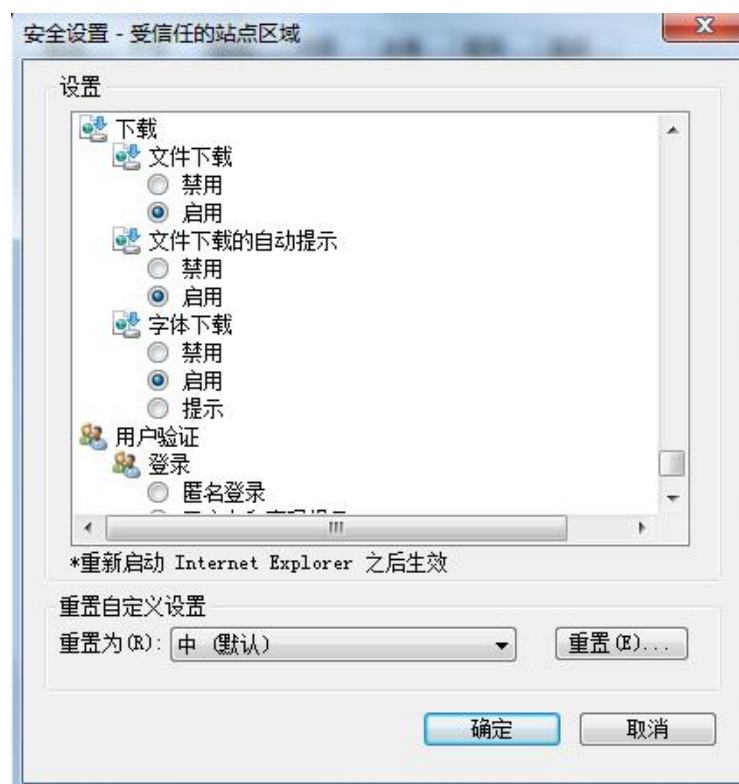 安全设置 - 受信任的站点区域
设置
下载
文件下载
禁用
启用
文件下载的自动提示
禁用
启用
字体下载
禁用
启用
提示
用户验证
登录
匿名登录
*重新启动 Internet Explorer 之后生效
重置自定义设置
重置为(R): 中 (默认) 重置(E)...
确定 取消